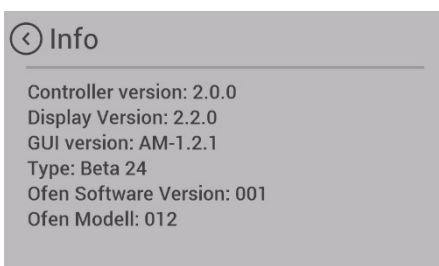 Info
Controller version: 2.0.0
Display Version: 2.2.0
GUI version: AM-1.2.1
Type: Beta 24
Ofen Software Version: 001
Ofen Modell: 012